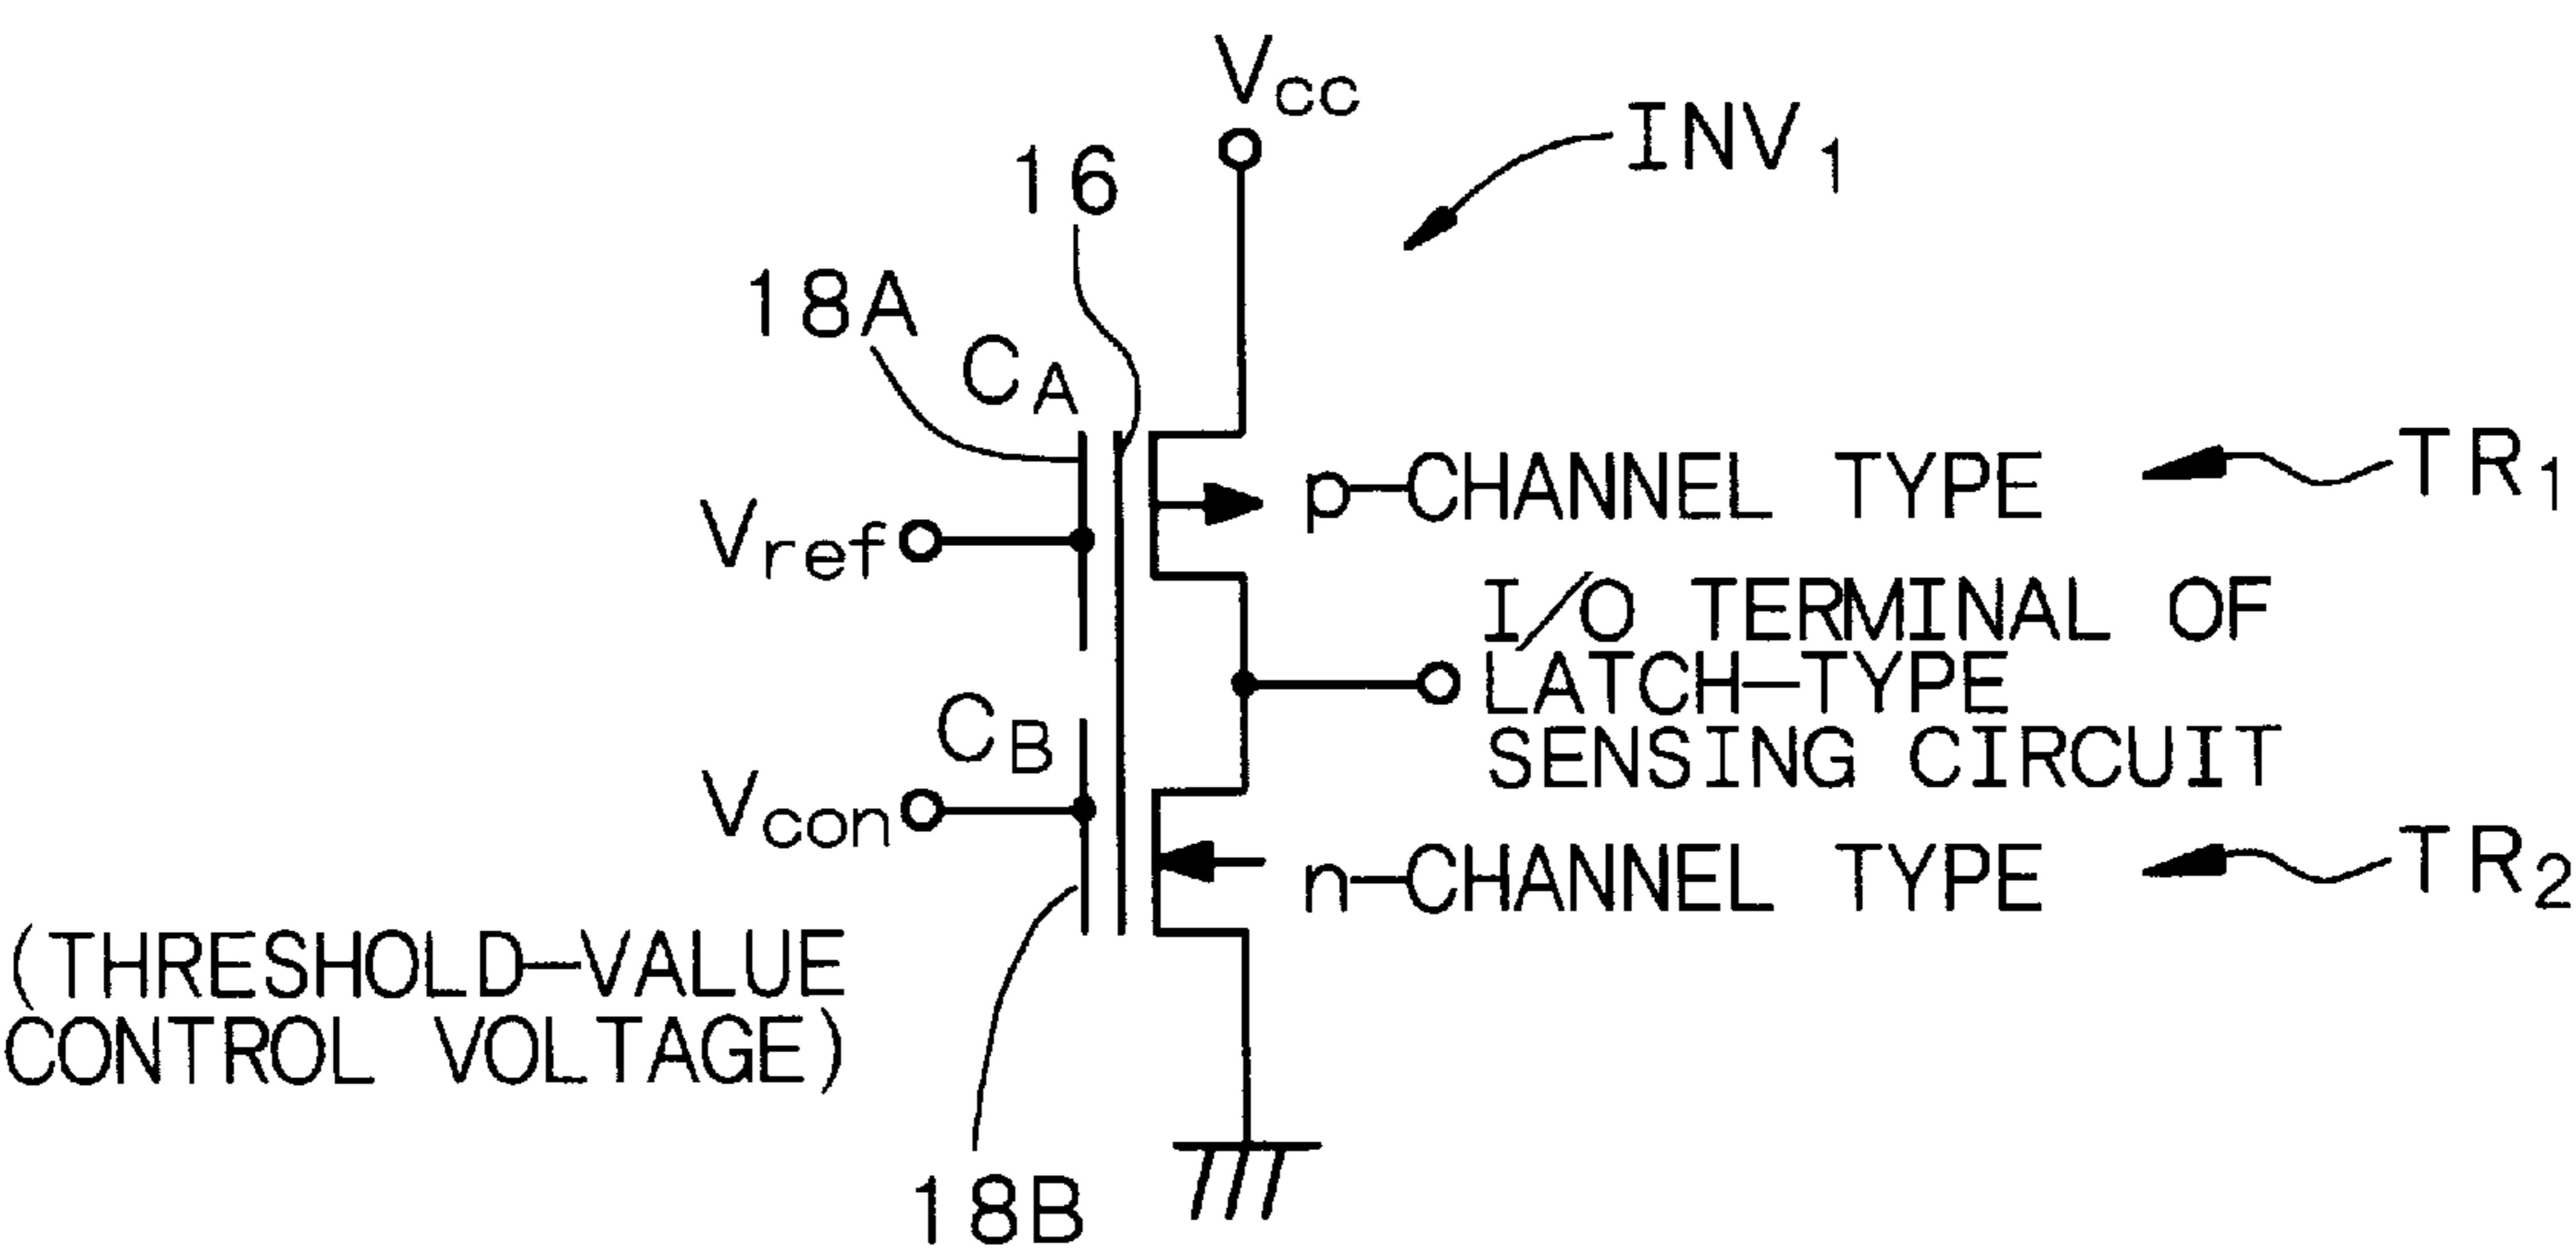 Vcc
INV1
16
18A
CA
p-CHANNEL TYPE
TR1
Vref
I/O TERMINAL OF
LATCH-TYPE
SENSING CIRCUIT
CB
Vcon
n-CHANNEL TYPE
TR2
(THRESHOLD-VALUE
CONTROL VOLTAGE)
18B